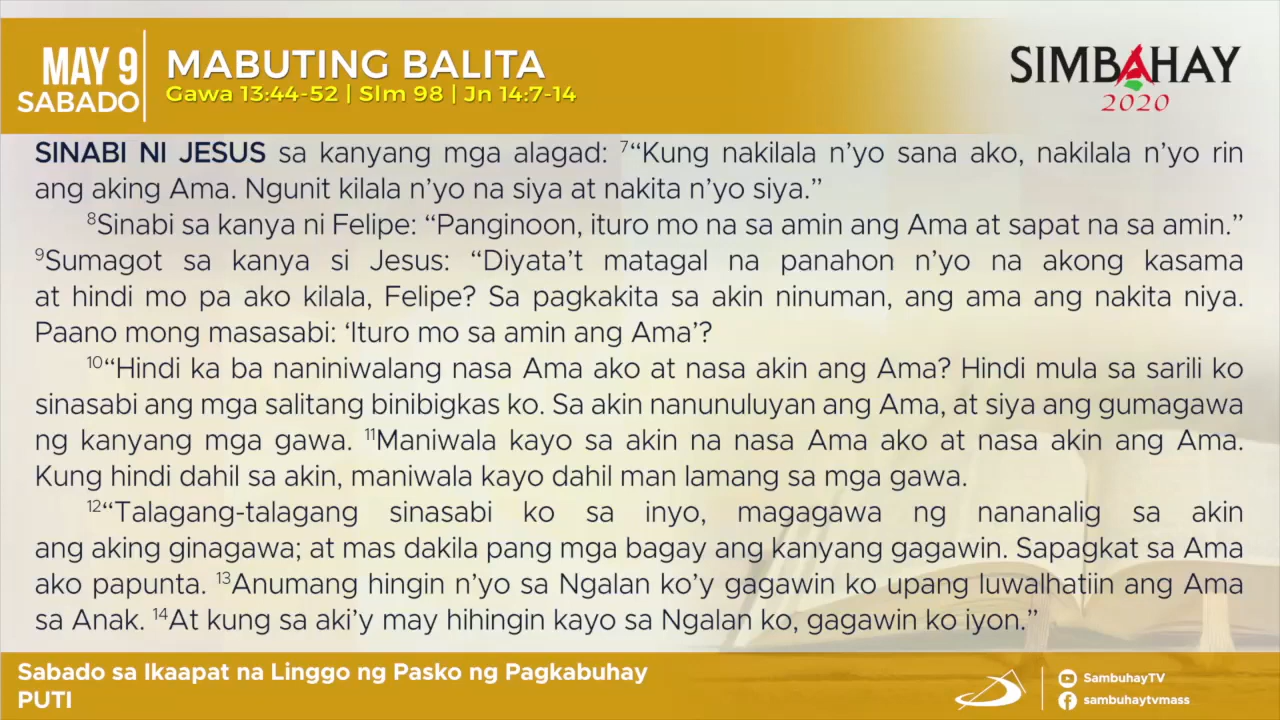 MAY 9
SABADO
MABUTING BALITA
Gawa 13:44-52 | Slm 98 | Jn 14:7-14
SIMBAHAY
2020
SINABI NI JESUS sa kanyang mga alagad: ⁷“Kung nakilala n’yo sana ako, nakilala n’yo rin
ang aking Ama. Ngunit kilala n’yo na siya at nakita n’yo siya.”
⁸Sinabi sa kanya ni Felipe: “Panginoon, ituro mo na sa amin ang Ama at sapat na sa amin.”
⁹Sumagot sa kanya si Jesus: “Diyata’t matagal na panahon n’yo na akong kasama
at hindi mo pa ako kilala, Felipe? Sa pagkakita sa akin ninuman, ang ama ang nakita niya.
Paano mong masasabi: ‘Ituro mo sa amin ang Ama’?
¹⁰“Hindi ka ba naniniwalang nasa Ama ako at nasa akin ang Ama? Hindi mula sa sarili ko
sinasabi ang mga salitang binibigkas ko. Sa akin nanunuluyan ang Ama, at siya ang gumagawa
ng kanyang mga gawa. ¹¹Maniwala kayo sa akin na nasa Ama ako at nasa akin ang Ama.
Kung hindi dahil sa akin, maniwala kayo dahil man lamang sa mga gawa.
¹²“Talagang-talagang sinasabi ko sa inyo, magagawa ng nananalig sa akin
ang aking ginagawa; at mas dakila pang mga bagay ang kanyang gagawin. Sapagkat sa Ama
ako papunta. ¹³Anumang hingin n’yo sa Ngalan ko’y gagawin ko upang luwalhatiin ang Ama
sa Anak. ¹⁴At kung sa aki’y may hihingin kayo sa Ngalan ko, gagawin ko iyon.”
Sabado sa Ikaapat na Linggo ng Pasko ng Pagkabuhay
PUTI
SambuhayTV
sambuhaytvmass